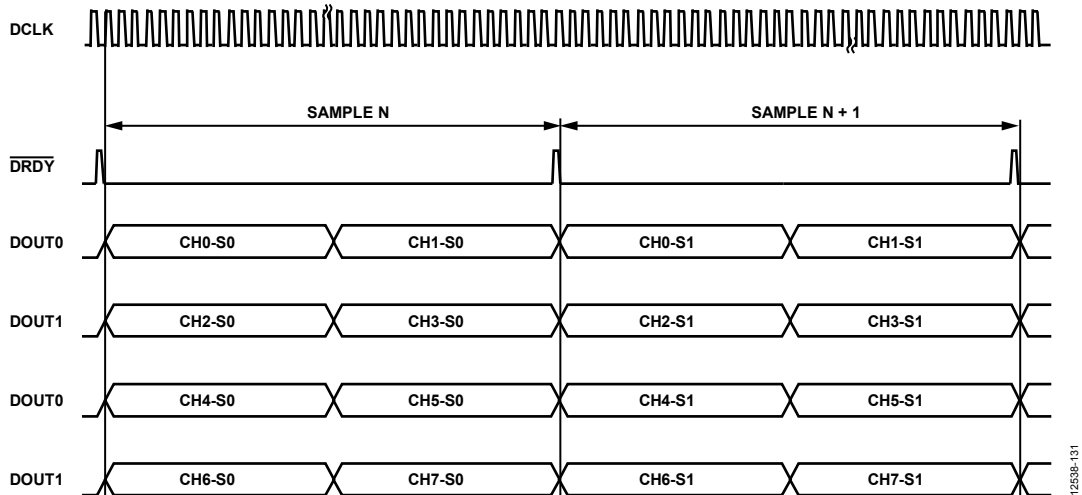 DCLK
SAMPLE N SAMPLE N + 1
DRDY
DOUT0 CH0-S0 CH1-S0 CH0-S1 CH1-S1
DOUT1 CH2-S0 CH3-S0 CH2-S1 CH3-S1
DOUT0 CH4-S0 CH5-S0 CH4-S1 CH5-S1
DOUT1 CH6-S0 CH7-S0 CH6-S1 CH7-S1
12538-131